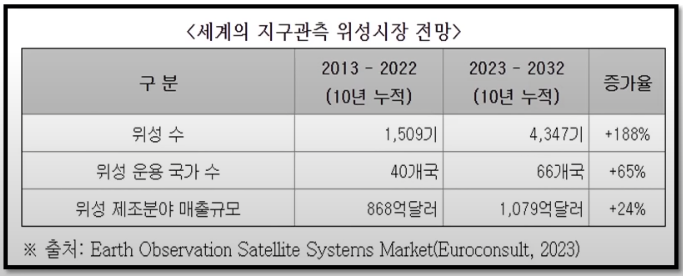 <세계의 지구관측 위성시장 전망>
구 분 2013 - 2022 (10년 누적) 2023 - 2032 (10년 누적) 증가율
위성 수 1,509기 4,347기 +188%
위성 운용 국가 수 40개국 66개국 +65%
위성 제조분야 매출규모 868억달러 1,079억달러 +24%
※ 출처: Earth Observation Satellite Systems Market(Euroconsult, 2023)